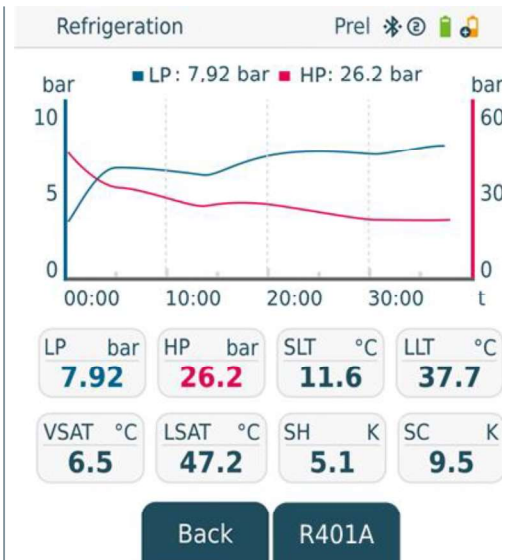 Refrigeration Prel 2
bar LP: 7,92 bar HP: 26.2 bar bar
10 60
5 30
0 0
00:00 10:00 20:00 30:00 t
LP bar HP bar SLT °C LLT °C
7.92 26.2 11.6 37.7
VSAT °C LSAT °C SH K SC K
6.5 47.2 5.1 9.5
Back R401A